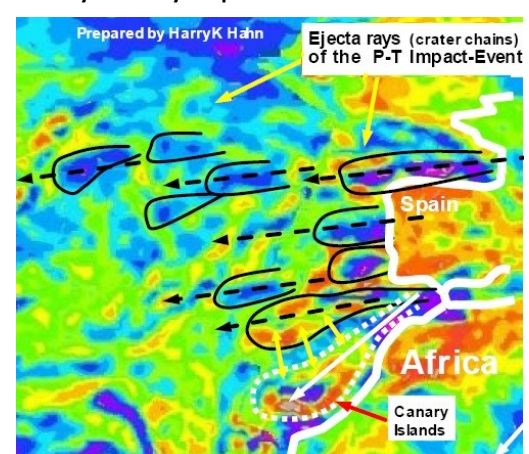 Prepared by HarryK Hahn
Ejecta rays (crater chains)
of the P-T Impact-Event
Spain
Africa
Canary
Islands